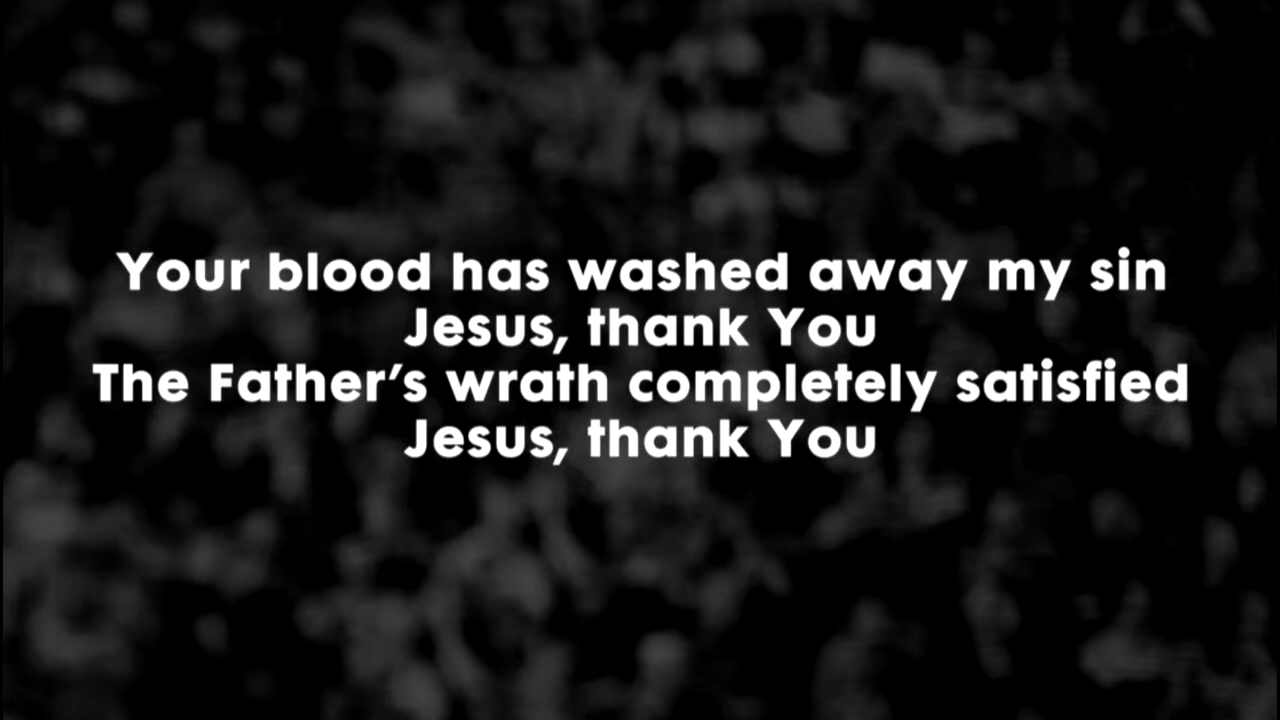 Your blood has washed away my sin
Jesus, thank You
The Father’s wrath completely satisfied
Jesus, thank You